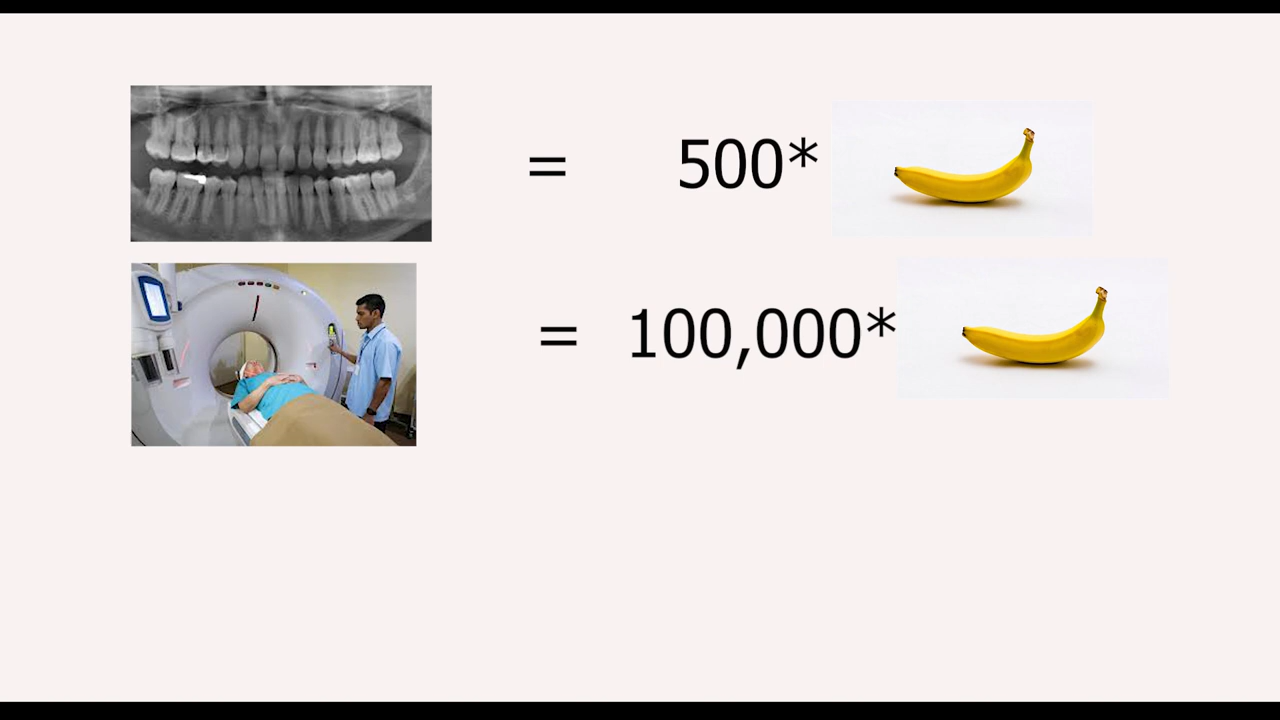 = 500*
= 100,000*